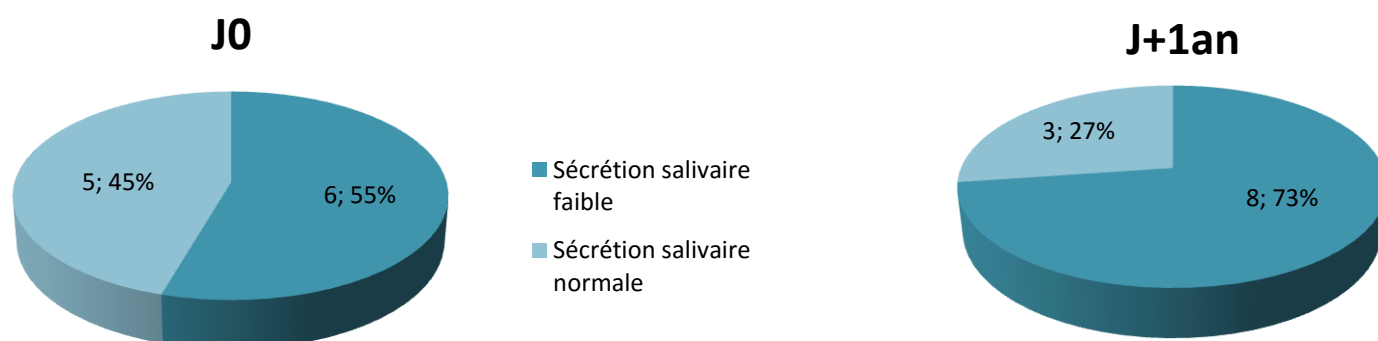 J0
5; 45%
6; 55%
Sécrétion salivaire
faible
Sécrétion salivaire
normale
J+1an
3; 27%
8; 73%